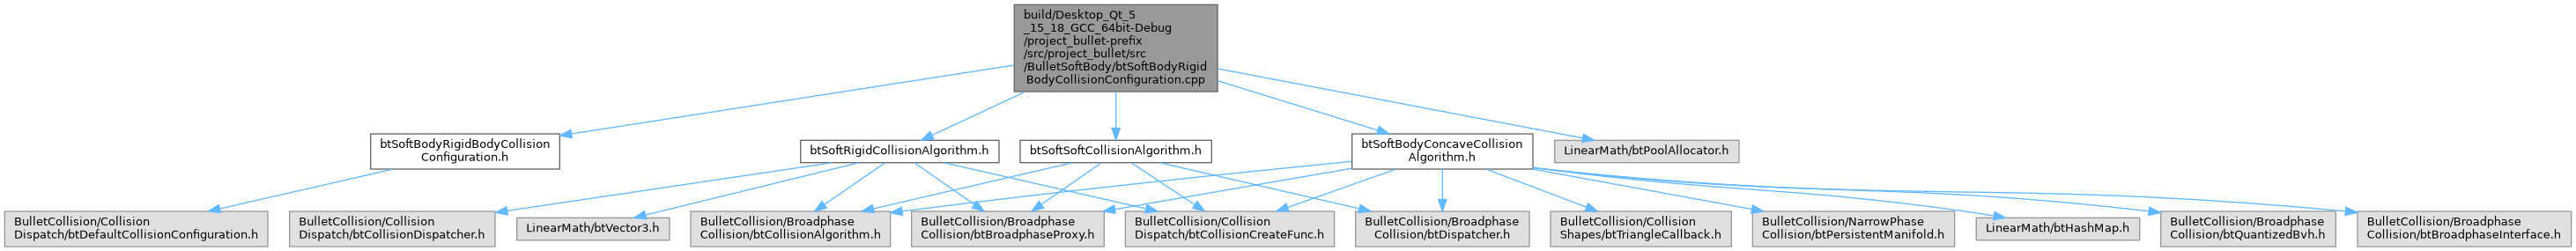 build/Desktop_Qt_5
_15_18_GCC_64bit-Debug
/project_bullet-prefix
/src/project_bullet/src
/BulletSoftBody/btSoftBodyRigid
BodyCollisionConfiguration.cpp
btSoftBodyRigidBodyCollision
Configuration.h
btSoftRigidCollisionAlgorithm.h
btSoftSoftCollisionAlgorithm.h
btSoftBodyConcaveCollision
Algorithm.h
LinearMath/btPoolAllocator.h
BulletCollision/Collision
Dispatch/btDefaultCollisionConfiguration.h
BulletCollision/Collision
Dispatch/btCollisionDispatcher.h
LinearMath/btVector3.h
BulletCollision/Broadphase
Collision/btCollisionAlgorithm.h
BulletCollision/Broadphase
Collision/btBroadphaseProxy.h
BulletCollision/Collision
Dispatch/btCollisionCreateFunc.h
BulletCollision/Broadphase
Collision/btDispatcher.h
BulletCollision/Collision
Shapes/btTriangleCallback.h
BulletCollision/NarrowPhase
Collision/btPersistentManifold.h
LinearMath/btHashMap.h
BulletCollision/Broadphase
Collision/btQuantizedBvh.h
BulletCollision/Broadphase
Collision/btBroadphaseInterface.h